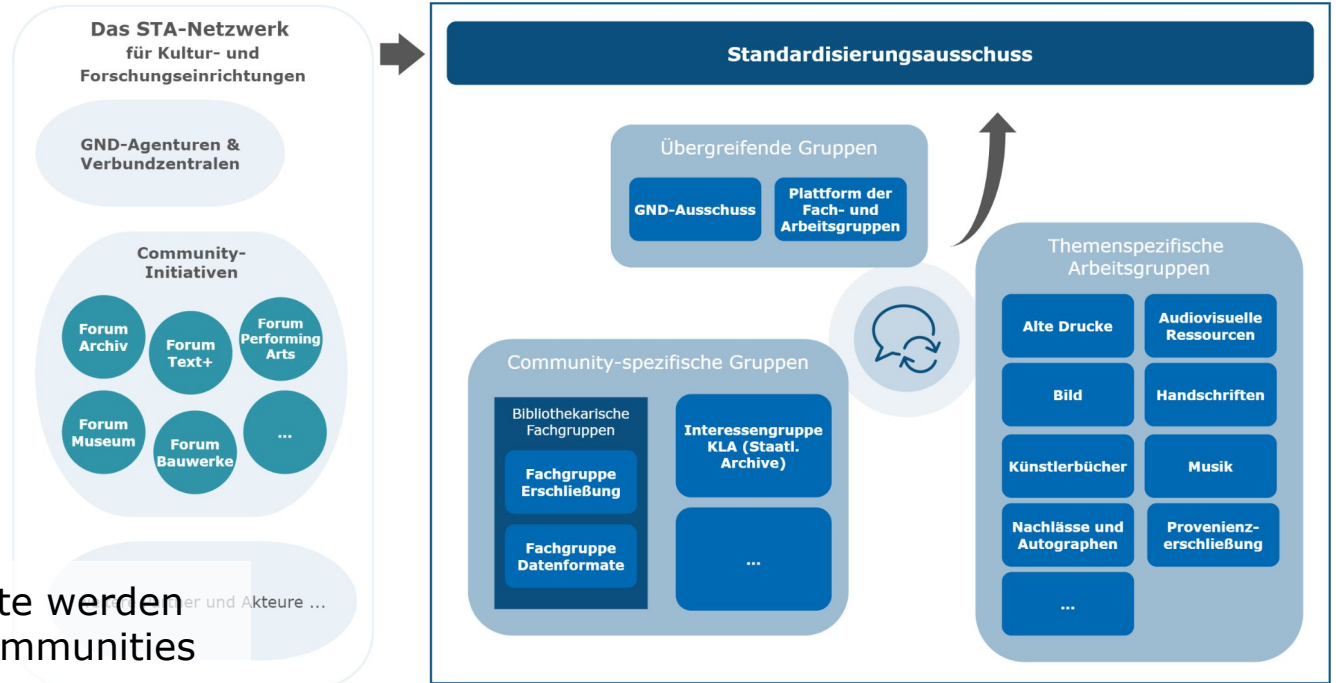 Das STA-Netzwerk
für Kultur- und
Forschungseinrichtungen
GND-Agenturen &
Verbundzentralen
Community-
Initiativen
Forum
Archiv
Forum
Text+
Forum
Performing
Arts
Forum
Museum
Forum
Bauwerke
...
und Akteure ...
te werden
mmunities
Standardisierungsausschuss
Übergreifende Gruppen
GND-Ausschuss
Plattform der
Fach- und
Arbeitsgruppen
Community-spezifische Gruppen
Bibliothekarische
Fachgruppen
Fachgruppe
Erschließung
Fachgruppe
Datenformate
Interessengruppe
KLA (Staatl.
Archive)
...
Themenspezifische
Arbeitsgruppen
Alte Drucke
Audiovisuelle
Ressourcen
Bild
Handschriften
Künstlerbücher
Musik
Nachlässe und
Autographen
Provenienz-
erschließung
...